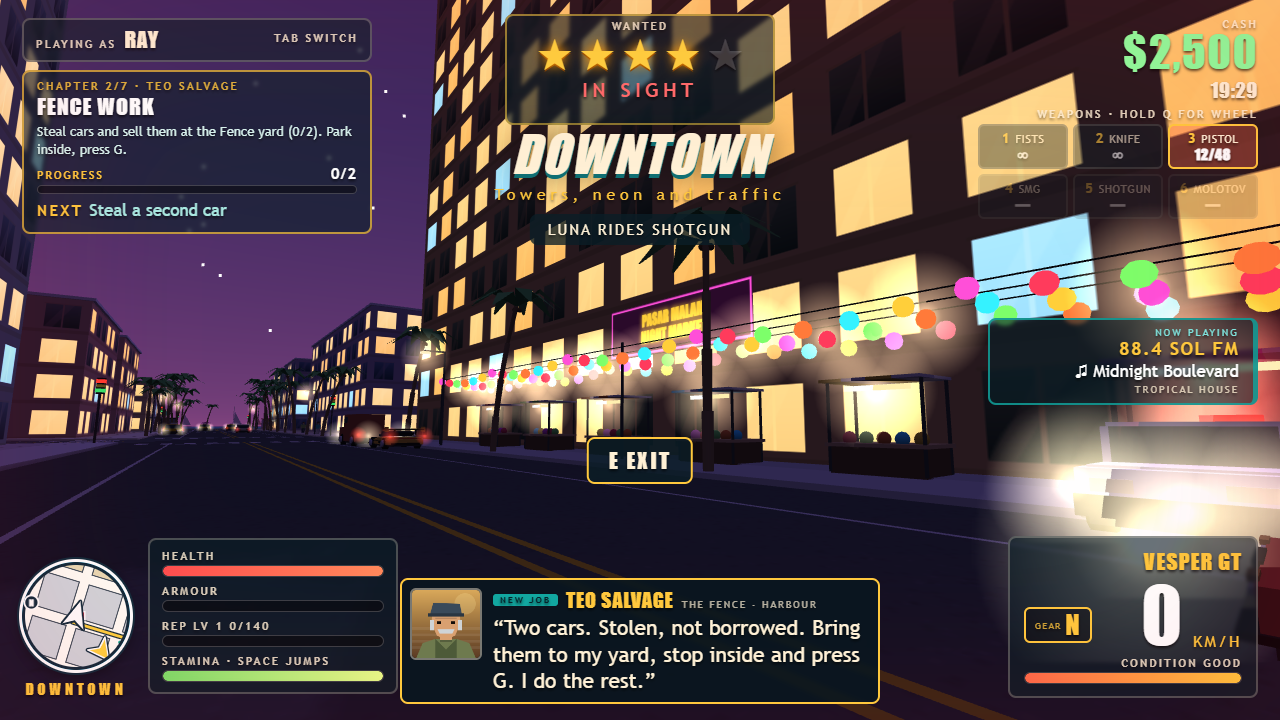 PLAYING AS RAY
TAB SWITCH
CHAPTER 2/7 · TEO SALVAGE
FENCE WORK
Steal cars and sell them at the Fence yard (0/2). Park
inside, press G.
PROGRESS 0/2
NEXT Steal a second car
WANTED
IN SIGHT
DOWNTOWN
Towers, neon and traffic
LUNA RIDES SHOTGUN
CASH
$2,500
19:29
WEAPONS · HOLD Q FOR WHEEL
1 FISTS
∞
2 KNIFE
∞
3 PISTOL
12/48
4 SMG
—
5 SHOTGUN
—
6 MOLOTOV
—
PASAR MALAM
NIGHT MARKET
NOW PLAYING
88.4 SOL FM
♫ Midnight Boulevard
TROPICAL HOUSE
E EXIT
HEALTH
ARMOUR
REP LV 1 0/140
STAMINA · SPACE JUMPS
N
DOWNTOWN
NEW JOB TEO SALVAGE THE FENCE · HARBOUR
“Two cars. Stolen, not borrowed. Bring
them to my yard, stop inside and press
G. I do the rest.”
VESPER GT
GEAR N
0 KM/H
CONDITION GOOD